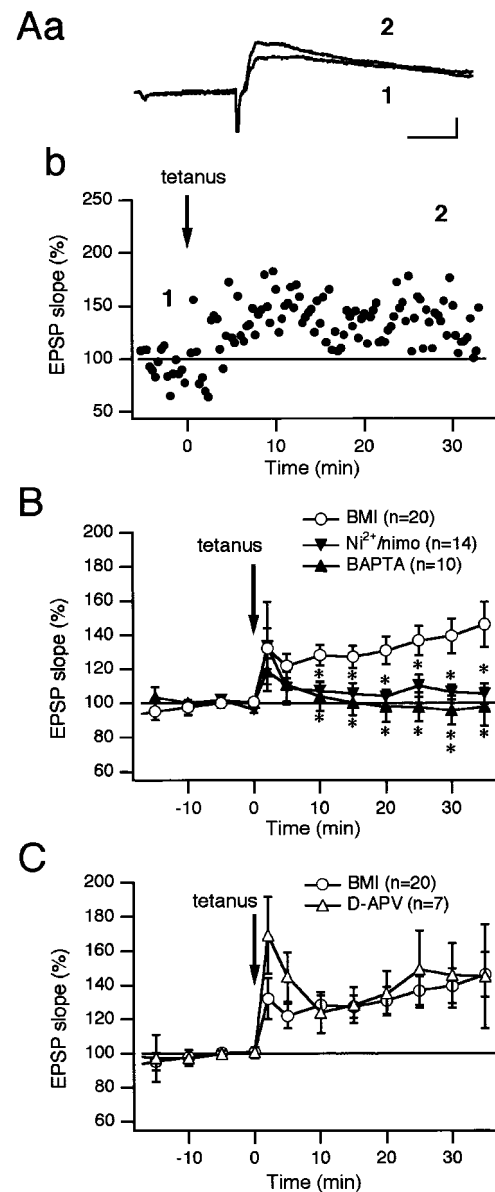 Aa
2
1
b
tetanus
250
200
150
100
50
EPSP slope (%)
1
2
0
10
20
30
Time (min)
B
BMI (n=20)
Ni2+/nimo (n=14)
BAPTA (n=10)
tetanus
200
180
160
140
120
100
80
60
EPSP slope (%)
* * * * * *
* * * * * *
*
-10
0
10
20
30
Time (min)
C
BMI (n=20)
D-APV (n=7)
tetanus
200
180
160
140
120
100
80
60
EPSP slope (%)
-10
0
10
20
30
Time (min)